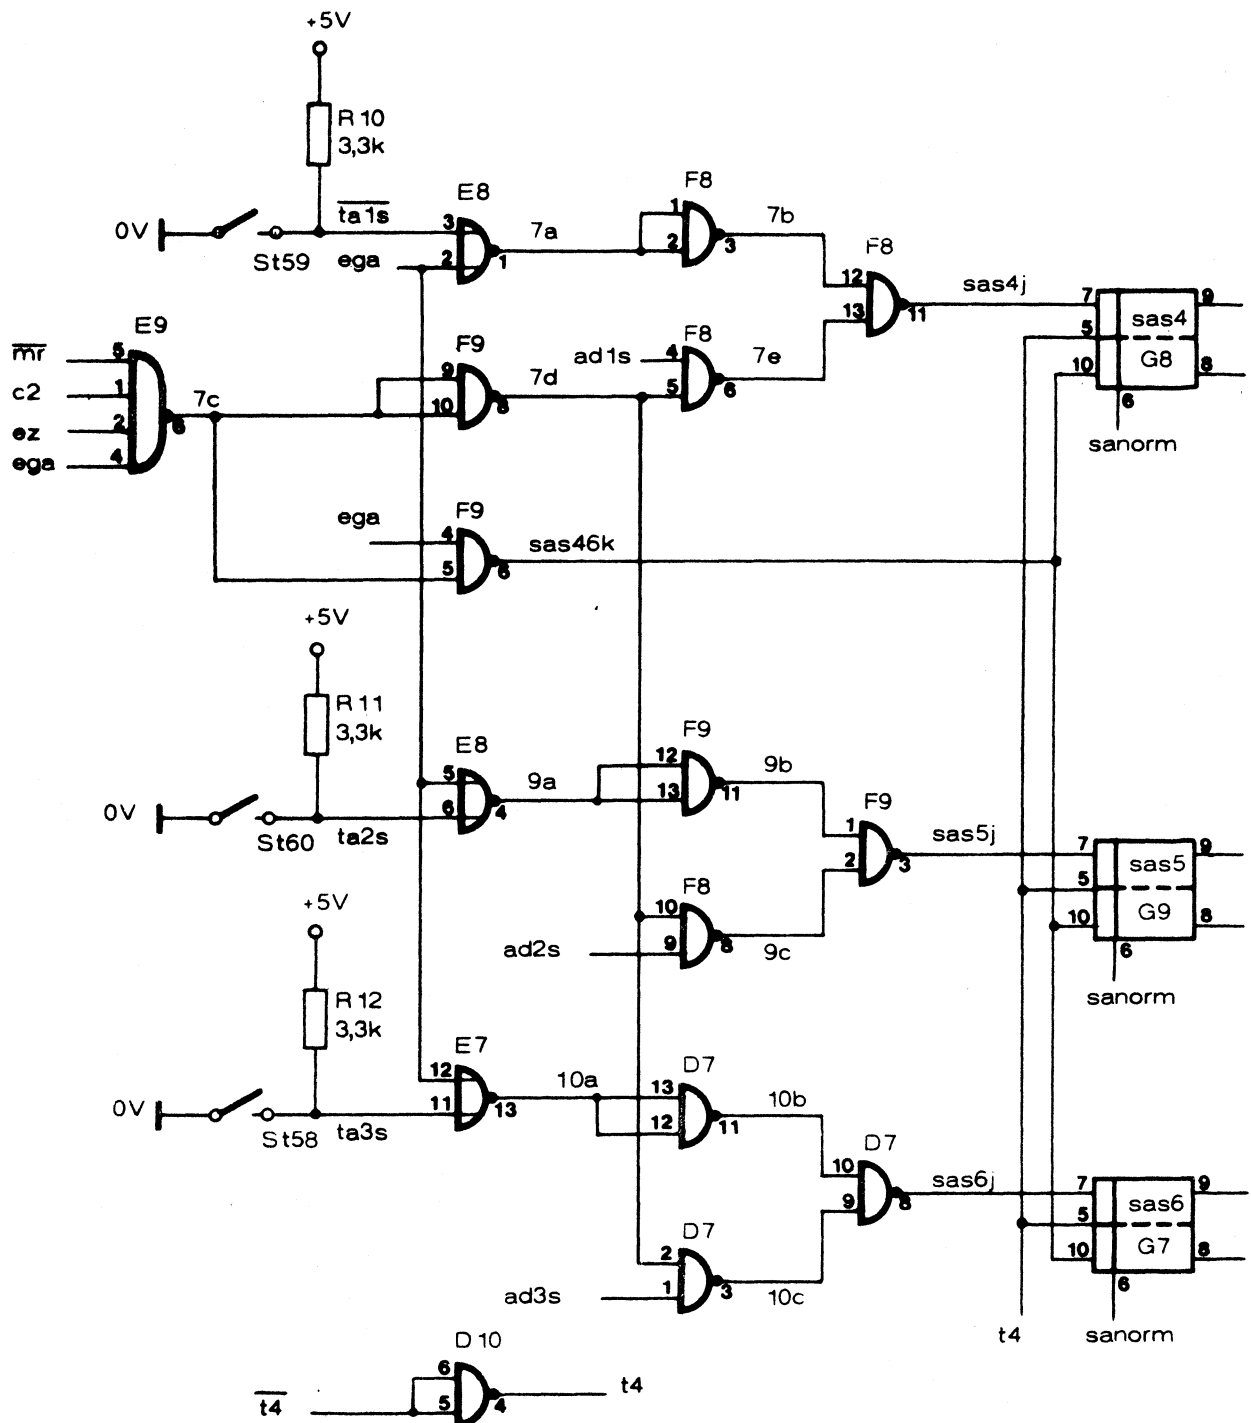 +5V
R10
3,3k
ta1s
0V
St59
ega
E8
3
2
1
7a
F8
1
2
3
7b
F8
12
13
11
sas4j
7
5
10
sas4
G8
9
8
6
sanorm
E9
mr
c2
ez
ega
5
1
2
4
6
7c
F9
9
10
8
7d
F8
ad1s
4
5
6
7e
ega
F9
4
5
6
sas46k
+5V
R11
3,3k
0V
St60
ta2s
E8
5
6
4
9a
F9
12
13
11
9b
F9
1
2
3
sas5j
7
5
10
sas5
G9
9
8
6
sanorm
F8
10
9
8
ad2s
9c
+5V
R12
3,3k
0V
St58
ta3s
E7
12
11
13
10a
D7
13
12
11
10b
D7
10
9
8
sas6j
7
5
10
sas6
G7
9
8
6
sanorm
D7
2
1
3
ad3s
10c
t4
D10
t4
6
5
4
t4